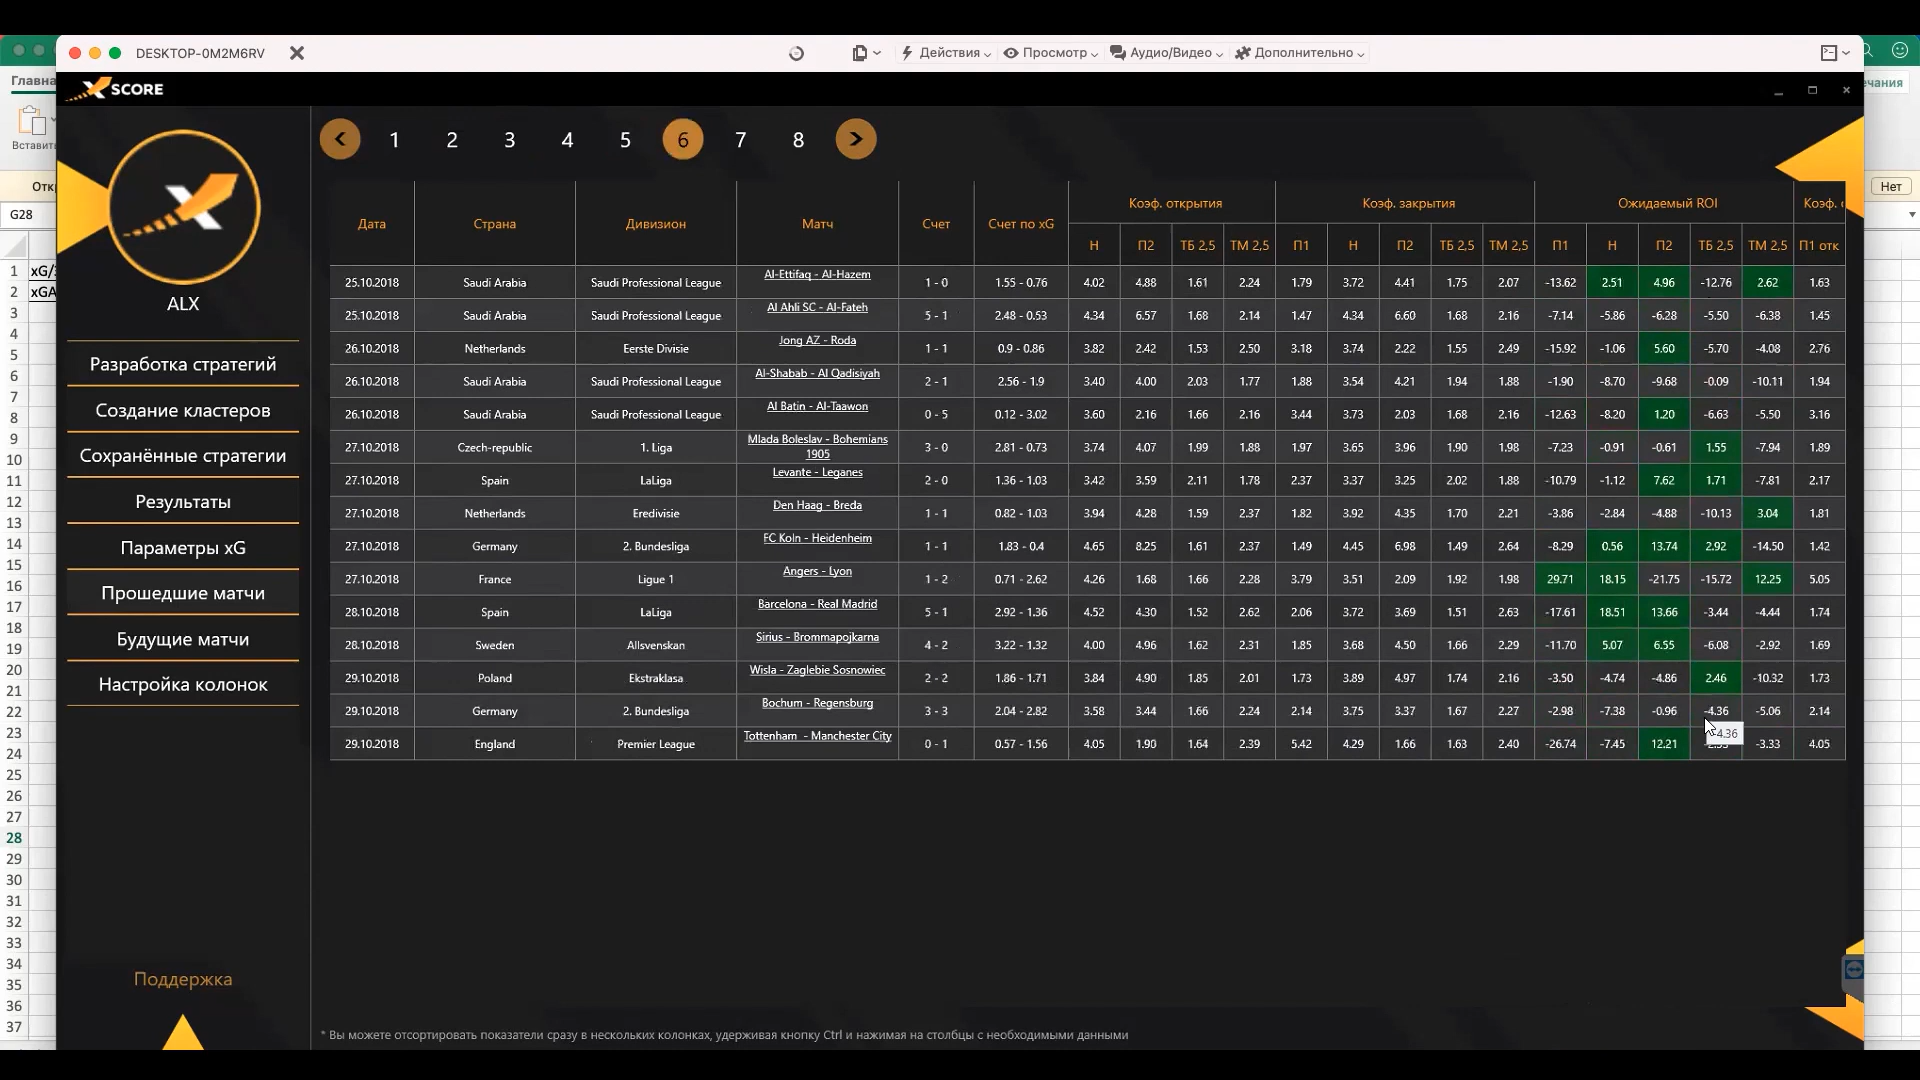 DESKTOP-0M2M6RV
Действия
Просмотр
Аудио/Видео
Дополнительно
Главна
Вставить
Нет
G28
XSCORE
ALX
Разработка стратегий
Создание кластеров
Сохранённые стратегии
Результаты
Параметры xG
Прошедшие матчи
Будущие матчи
Настройка колонок
Поддержка
1 2 3 4 5 6 7 8
Коэф. открытия Коэф. закрытия Ожидаемый ROI Коэф.
Дата Страна Дивизион Матч Счет Счет по xG
Н П2 ТБ 2,5 ТМ 2,5 П1 Н П2 ТБ 2,5 ТМ 2,5 П1 Н П2 ТБ 2,5 ТМ 2,5 П1 отк
25.10.2018 Saudi Arabia Saudi Professional League Al-Ettifaq - Al-Hazem 1 - 0 1.55 - 0.76 4.02 4.88 1.61 2.24 1.79 3.72 4.41 1.75 2.07 -13.62 2.51 4.96 -12.76 2.62 1.63
25.10.2018 Saudi Arabia Saudi Professional League Al Ahli SC - Al-Fateh 5 - 1 2.48 - 0.53 4.34 6.57 1.68 2.14 1.47 4.34 6.60 1.68 2.16 -7.14 -5.86 -6.28 -5.50 -6.38 1.45
26.10.2018 Netherlands Eerste Divisie Jong AZ - Roda 1 - 1 0.9 - 0.86 3.82 2.42 1.53 2.50 3.18 3.74 2.22 1.55 2.49 -15.92 -1.06 5.60 -5.70 -4.08 2.76
26.10.2018 Saudi Arabia Saudi Professional League Al-Shabab - Al Qadisiyah 2 - 1 2.56 - 1.9 3.40 4.00 2.03 1.77 1.88 3.54 4.21 1.94 1.88 -1.90 -8.70 -9.68 -0.09 -10.11 1.94
26.10.2018 Saudi Arabia Saudi Professional League Al Batin - Al-Taawon 0 - 5 0.12 - 3.02 3.60 2.16 1.66 2.16 3.44 3.73 2.03 1.68 2.16 -12.63 -8.20 1.20 -6.63 -5.50 3.16
27.10.2018 Czech-republic 1. Liga Mlada Boleslav - Bohemians 1905 3 - 0 2.81 - 0.73 3.74 4.07 1.99 1.88 1.97 3.65 3.96 1.90 1.98 -7.23 -0.91 -0.61 1.55 -7.94 1.89
27.10.2018 Spain LaLiga Levante - Leganes 2 - 0 1.36 - 1.03 3.42 3.59 2.11 1.78 2.37 3.37 3.25 2.02 1.88 -10.79 -1.12 7.62 1.71 -7.81 2.17
27.10.2018 Netherlands Eredivisie Den Haag - Breda 1 - 1 0.82 - 1.03 3.94 4.28 1.59 2.37 1.82 3.92 4.35 1.70 2.21 -3.86 -2.84 -4.88 -10.13 3.04 1.81
27.10.2018 Germany 2. Bundesliga FC Koln - Heidenheim 1 - 1 1.83 - 0.4 4.65 8.25 1.61 2.37 1.49 4.45 6.98 1.49 2.64 -8.29 0.56 13.74 2.92 -14.50 1.42
27.10.2018 France Ligue 1 Angers - Lyon 1 - 2 0.71 - 2.62 4.26 1.68 1.66 2.28 3.79 3.51 2.09 1.92 1.98 29.71 18.15 -21.75 -15.72 12.25 5.05
28.10.2018 Spain LaLiga Barcelona - Real Madrid 5 - 1 2.92 - 1.36 4.52 4.30 1.52 2.62 2.06 3.72 3.69 1.51 2.63 -17.61 18.51 13.66 -3.44 -4.44 1.74
28.10.2018 Sweden Allsvenskan Sirius - Brommapojkarna 4 - 2 3.22 - 1.32 4.00 4.96 1.62 2.31 1.85 3.68 4.50 1.66 2.29 -11.70 5.07 6.55 -6.08 -2.92 1.69
29.10.2018 Poland Ekstraklasa Wisla - Zaglebie Sosnowiec 2 - 2 1.86 - 1.71 3.84 4.90 1.85 2.01 1.73 3.89 4.97 1.74 2.16 -3.50 -4.74 -4.86 2.46 -10.32 1.73
29.10.2018 Germany 2. Bundesliga Bochum - Regensburg 3 - 3 2.04 - 2.82 3.58 3.44 1.66 2.24 2.14 3.75 3.37 1.67 2.27 -2.98 -7.38 -0.96 -4.36 -5.06 2.14
29.10.2018 England Premier League Tottenham - Manchester City 0 - 1 0.57 - 1.56 4.05 1.90 1.64 2.39 5.42 4.29 1.66 1.63 2.40 -26.74 -7.45 12.21 -3.33 4.05
* Вы можете отсортировать показатели сразу в нескольких колонках, удерживая кнопку Ctrl и нажимая на столбцы с необходимыми данными